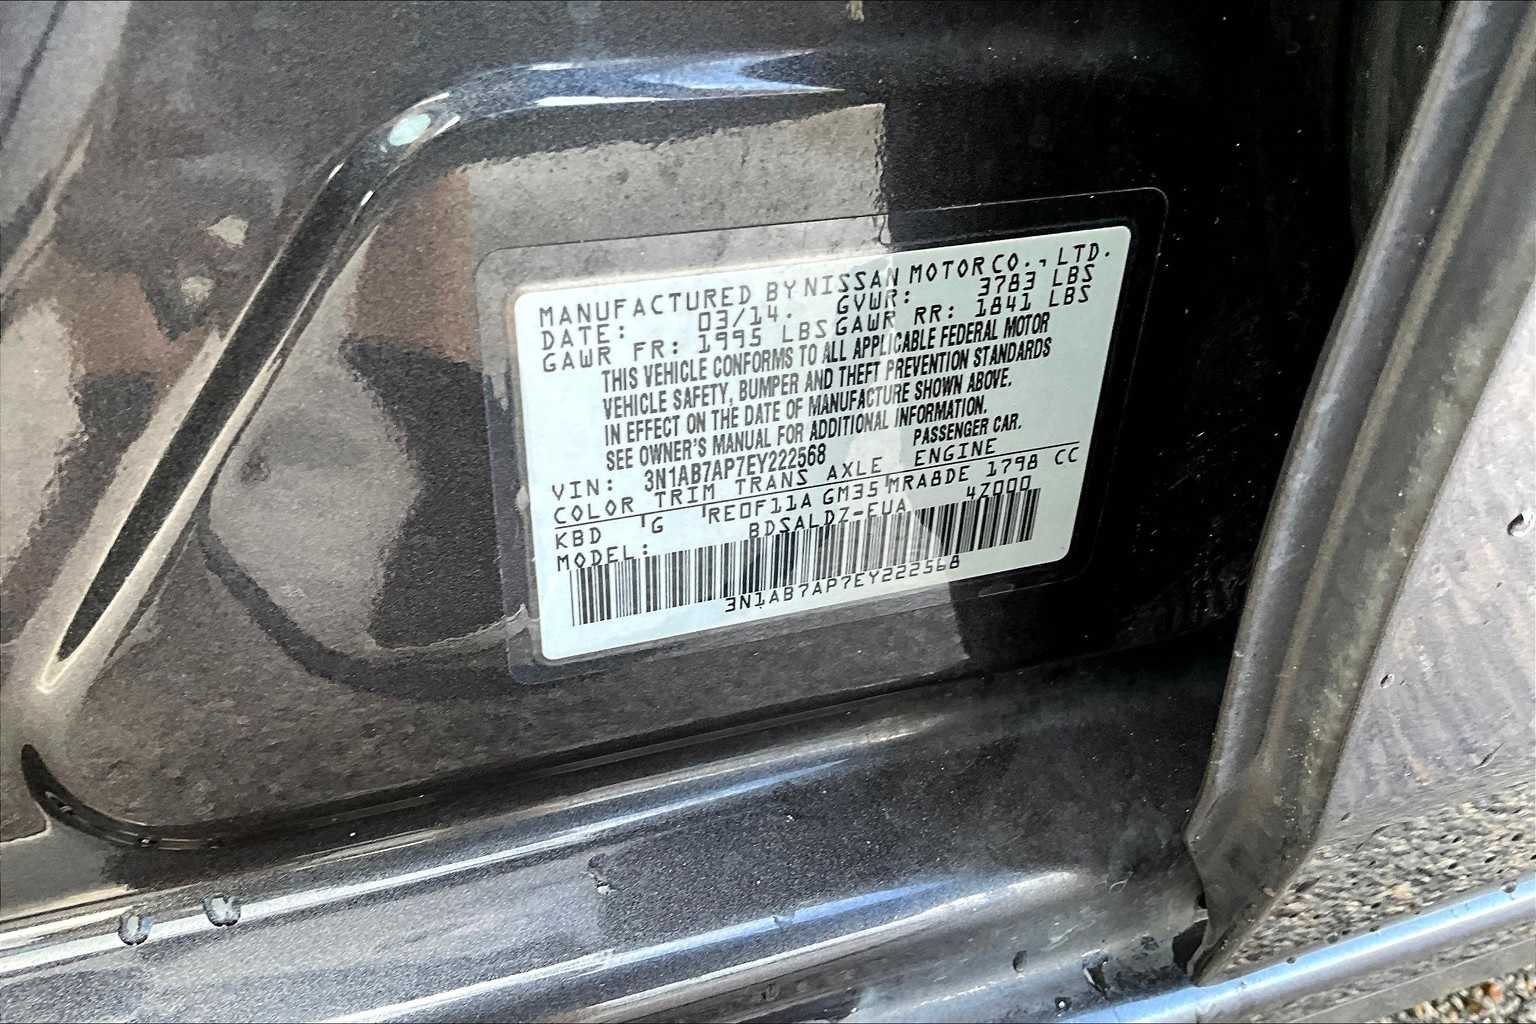 MANUFACTURED BY NISSAN MOTOR CO., LTD.
DATE: 03/14. GVWR: 3783 LBS
GAWR FR: 1995 LBS GAWR RR: 1841 LBS
THIS VEHICLE CONFORMS TO ALL APPLICABLE FEDERAL MOTOR
VEHICLE SAFETY, BUMPER AND THEFT PREVENTION STANDARDS
IN EFFECT ON THE DATE OF MANUFACTURE SHOWN ABOVE.
SEE OWNER'S MANUAL FOR ADDITIONAL INFORMATION.
VIN: 3N1AB7AP7EY222568 PASSENGER CAR.
COLOR TRIM TRANS AXLE ENGINE
KBD G RE0F11A GM35 MRA8DE 1798 CC
MODEL: BDSALDZ-EUA 47000
3N1AB7AP7EY222568